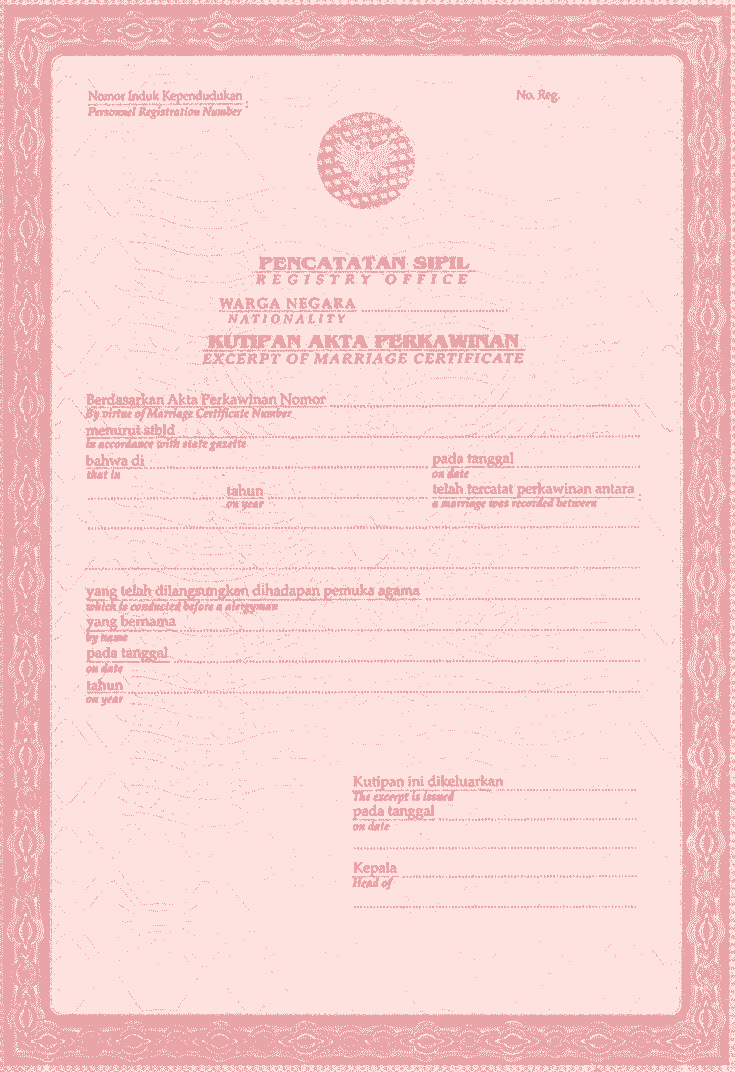 Nomor Induk Kependudukan :
Personnel Registration Number
No. Reg.
PENCATATAN SIPIL
REGISTRY OFFICE
WARGA NEGARA
NATIONALITY
KUTIPAN AKTA PERKAWINAN
EXCERPT OF MARRIAGE CERTIFICATE
Berdasarkan Akta Perkawinan Nomor
By virtue of Marriage Certificate Number
menurut stbld
In accordance with state gazette
bahwa di
that in
pada tanggal
on date
tahun
on year
telah tercatat perkawinan antara :
a marriage was recorded between
yang telah dilangsungkan dihadapan pemuka agama
which is conducted before a alergyman
yang bernama
by name
pada tanggal
on date
tahun
on year
Kutipan ini dikeluarkan
The excerpt is issued
pada tanggal
on date
Kepala
Head of